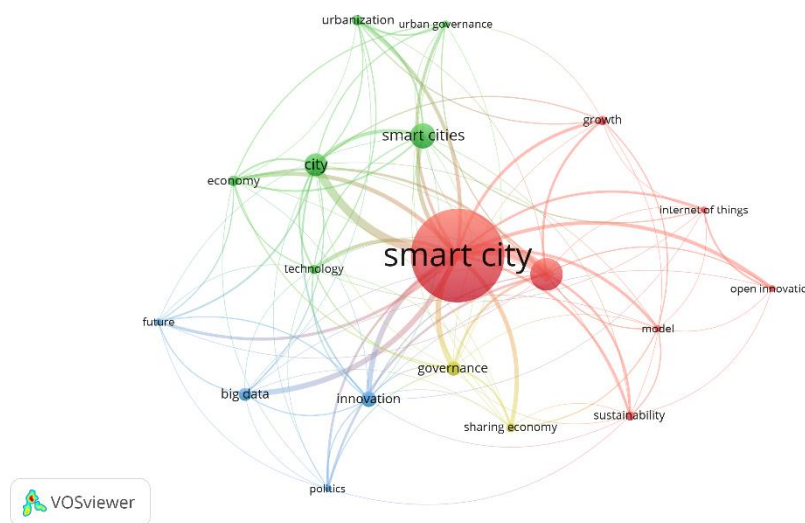 urbanization
urban governance
growth
smart cities
city
economy
internet of things
smart city
technology
open innovatio
future
model
governance
big data
innovation
sustainability
sharing economy
politics
VOSviewer